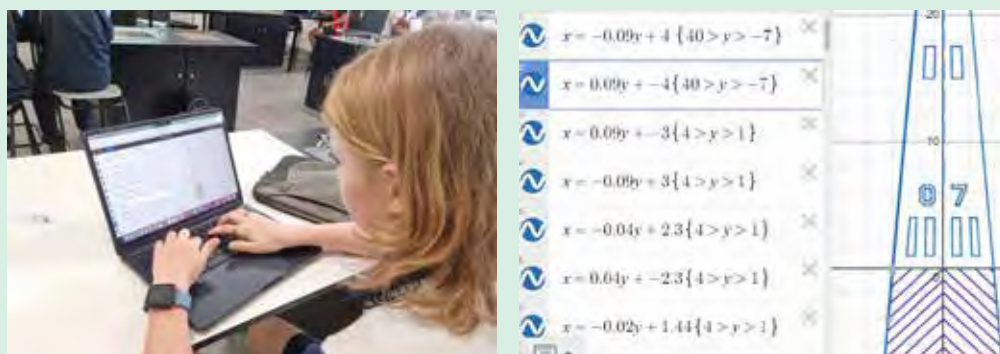 x = −0.09y + 4 {40 > y > −7}
x = 0.09y + −4{40 > y > −7}
x = 0.09y + −3{4 > y > 1}
x = −0.09y + 3{4 > y > 1}
x = −0.04y + 2.3{4 > y > 1}
x = 0.04y + −2.3{4 > y > 1}
x = −0.02y + 1.44{4 > y > 1}
20
10
0 7